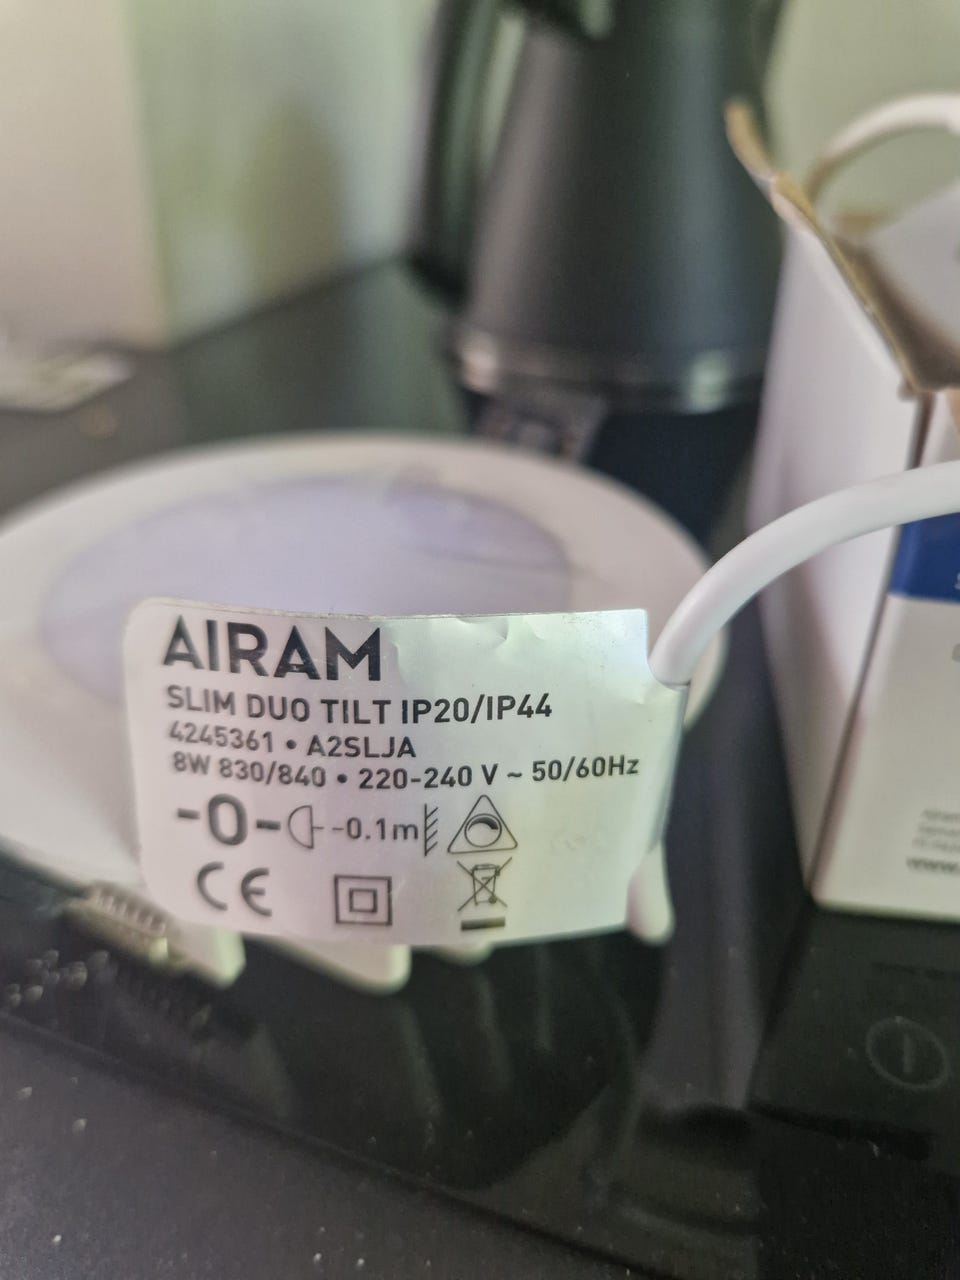 AIRAM
SLIM DUO TILT IP20/IP44
4245361 • A2SLJA
8W 830/840 • 220-240 V ~ 50/60Hz
-0.1m
CE